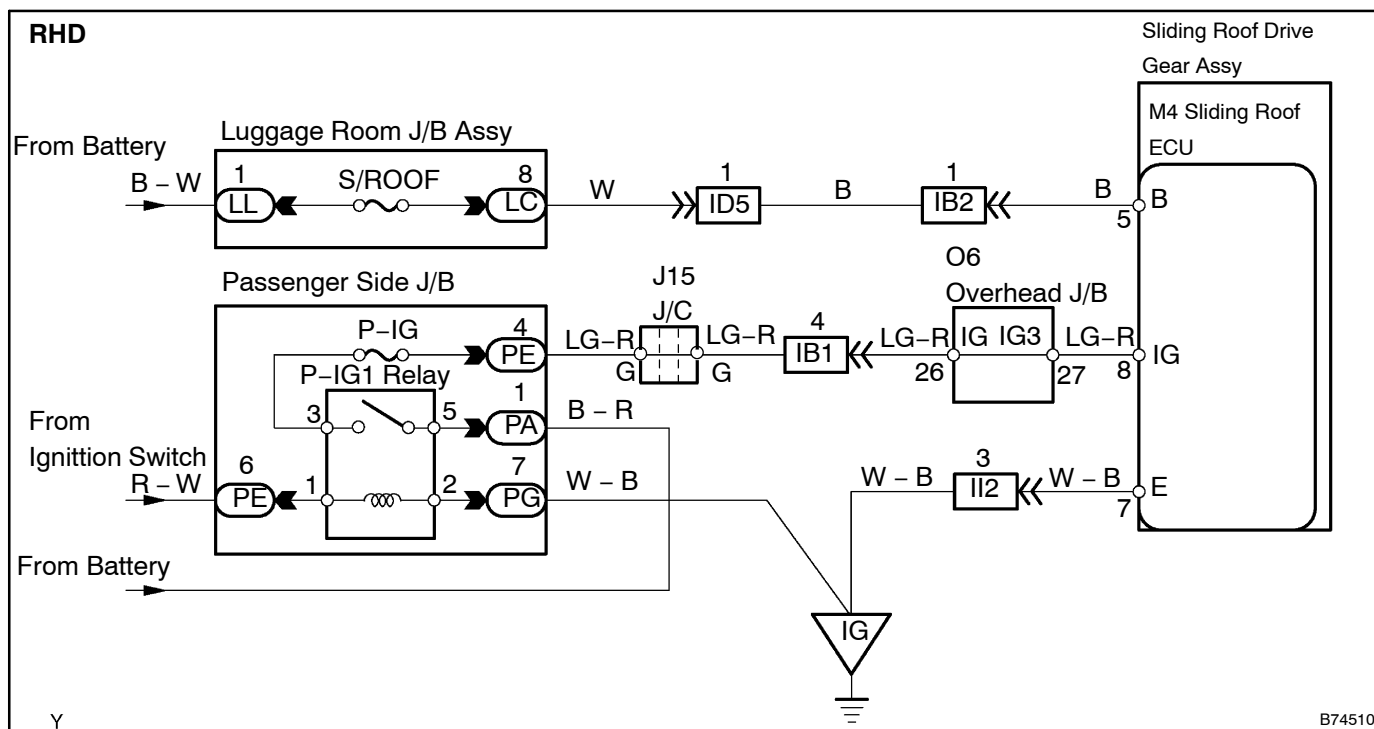 RHD
Sliding Roof Drive
Gear Assy
M4 Sliding Roof
ECU
Luggage Room J/B Assy
From Battery
B – W
1
LL
S/ROOF
8
LC
W
1
ID5
B
1
IB2
B
5
B
Passenger Side J/B
J15
J/C
O6
Overhead J/B
P–IG
4
PE
LG–R
G
LG–R
G
4
IB1
LG–R
26
IG
IG3
27
LG–R
8
IG
P–IG1 Relay
3
5
1
PA
B – R
From
Ignittion Switch
R – W
6
PE
1
2
7
PG
W – B
W – B
3
II2
W – B
7
E
From Battery
IG
Y
B74510